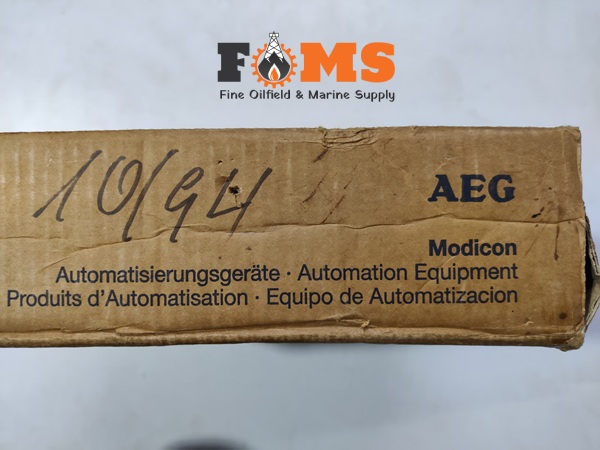 FOMS
Fine Oilfield & Marine Supply
10/94
AEG
Modicon
Automatisierungsgeräte · Automation Equipment
Produits d'Automatisation · Equipo de Automatizacion